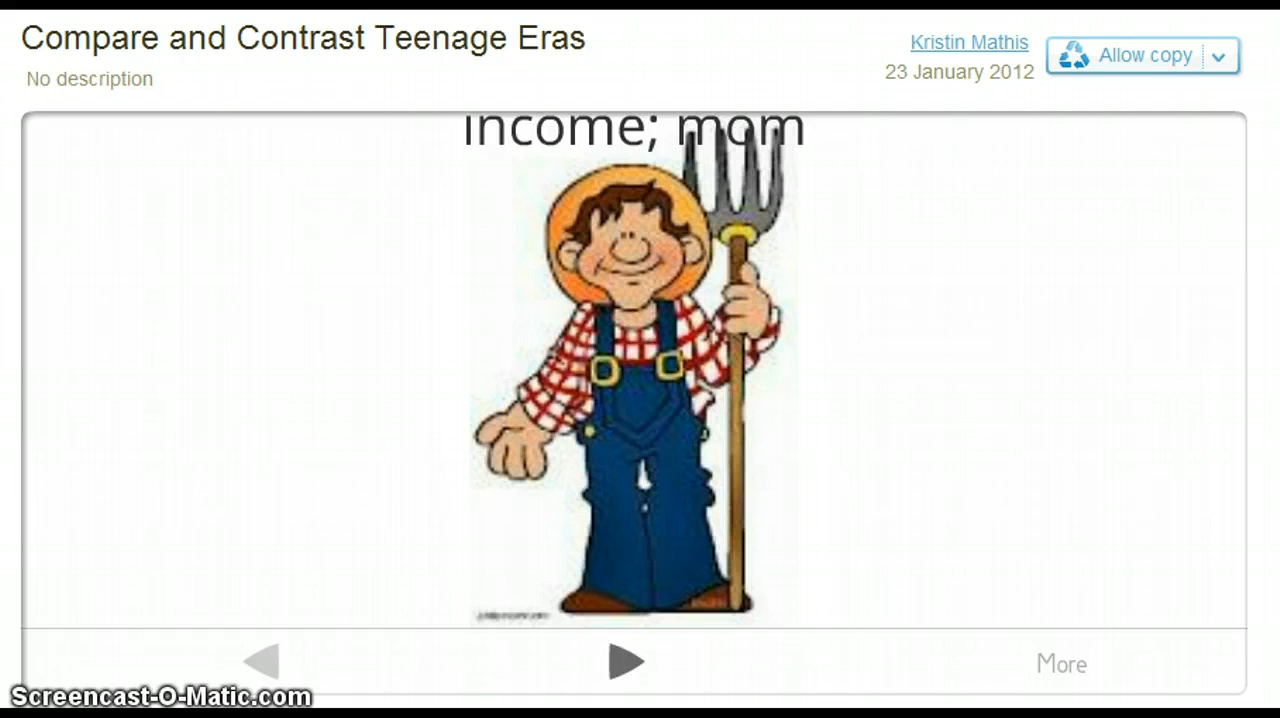 Compare and Contrast Teenage Eras
No description
Kristin Mathis
23 January 2012
Allow copy
income; mom
More
Screencast-O-Matic.com